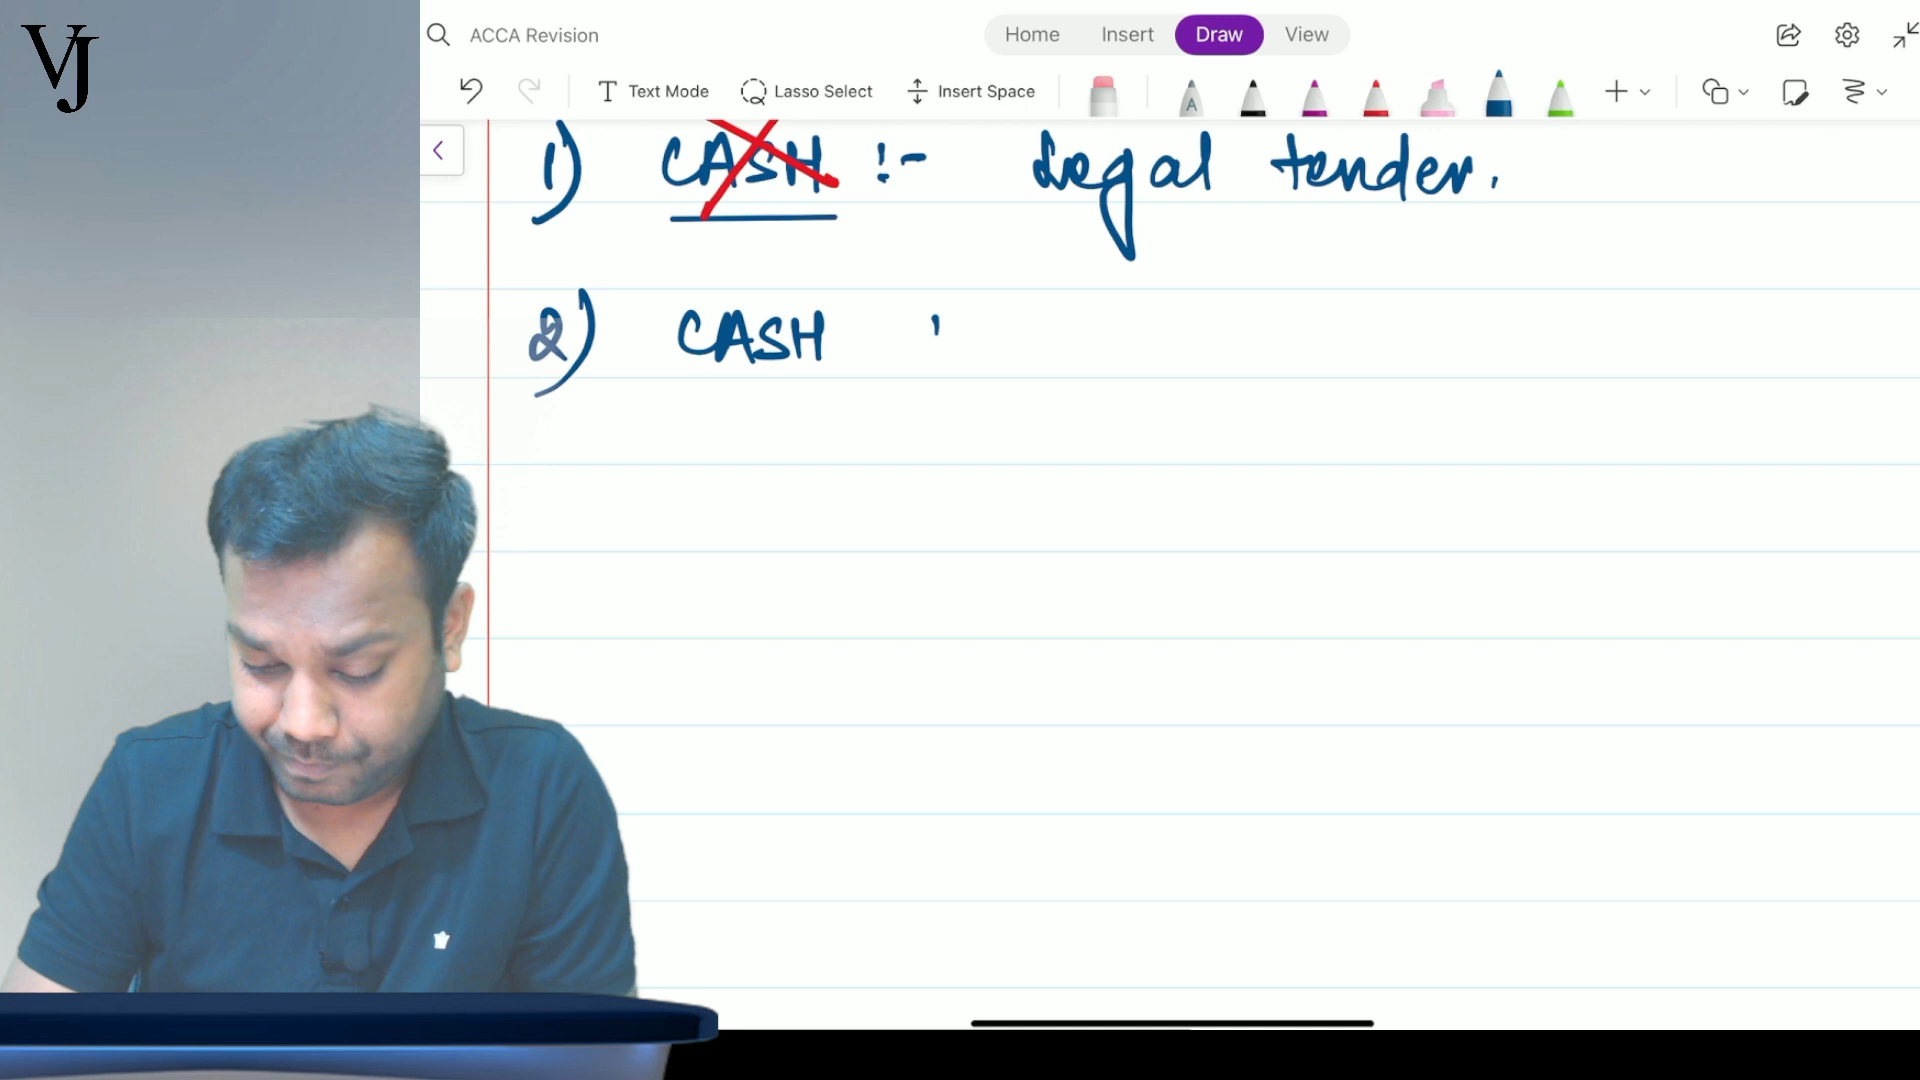 VJ
ACCA Revision
Home Insert Draw View
Text Mode Lasso Select Insert Space
A
1) CASH :- Legal tender.
2) CASH '